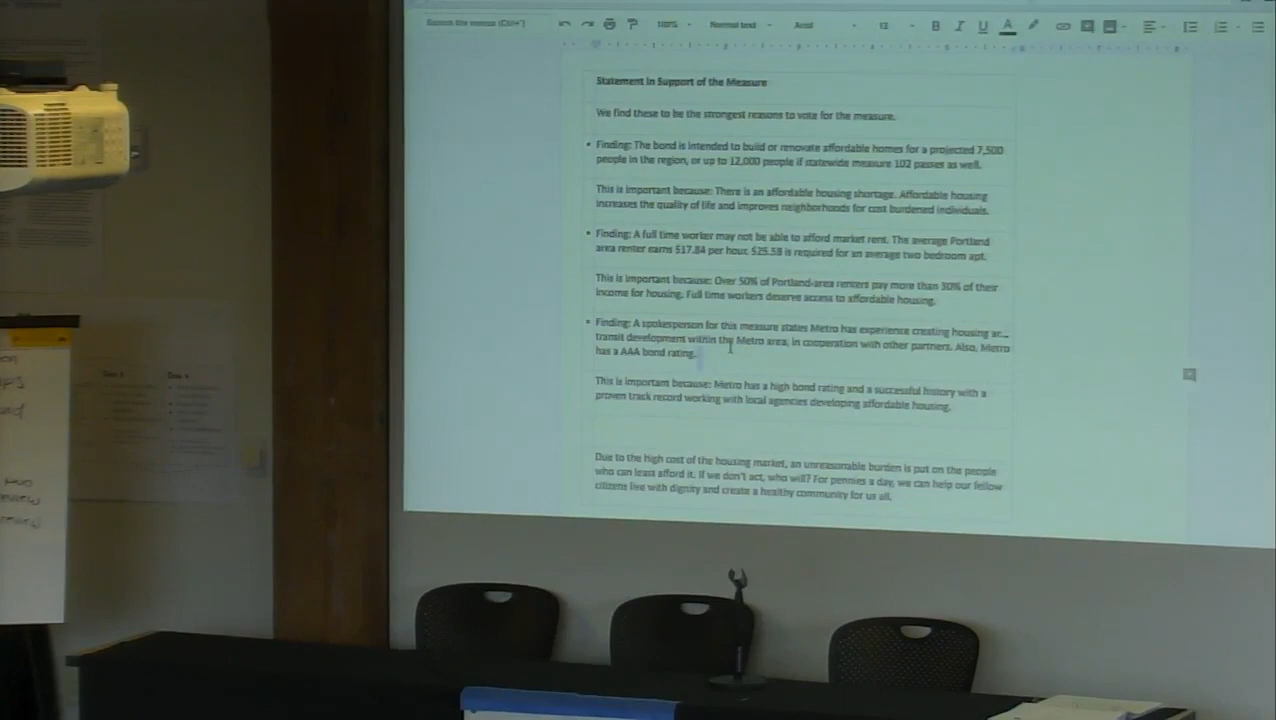 Search the menus (Ctrl+/)
Normal text
Arial
12
Statement In Support of the Measure
We find these to be the strongest reasons to vote for the measure.
• Finding: The bond is intended to build or renovate affordable homes for a projected 7,500
people in the region, or up to 12,000 people if statewide measure 102 passes as well.
This is important because: There is an affordable housing shortage. Affordable housing
increases the quality of life and improves neighborhoods for cost burdened individuals.
• Finding: A full time worker may not be able to afford market rent. The average Portland
area renter earns $17.84 per hour. $25.58 is required for an average two bedroom apt.
This is important because: Over 50% of Portland-area renters pay more than 30% of their
income for housing. Full time workers deserve access to affordable housing.
• Finding: A spokesperson for this measure states Metro has experience creating housing
transit development within the Metro area, in cooperation with other partners. Also, Metro
has a AAA bond rating.
This is important because: Metro has a high bond rating and a successful history with a
proven track record working with local agencies developing affordable housing.
Due to the high cost of the housing market, an unreasonable burden is put on the people
who can least afford it. If we don't act, who will? For pennies a day, we can help our fellow
citizens live with dignity and create a healthy community for us all.